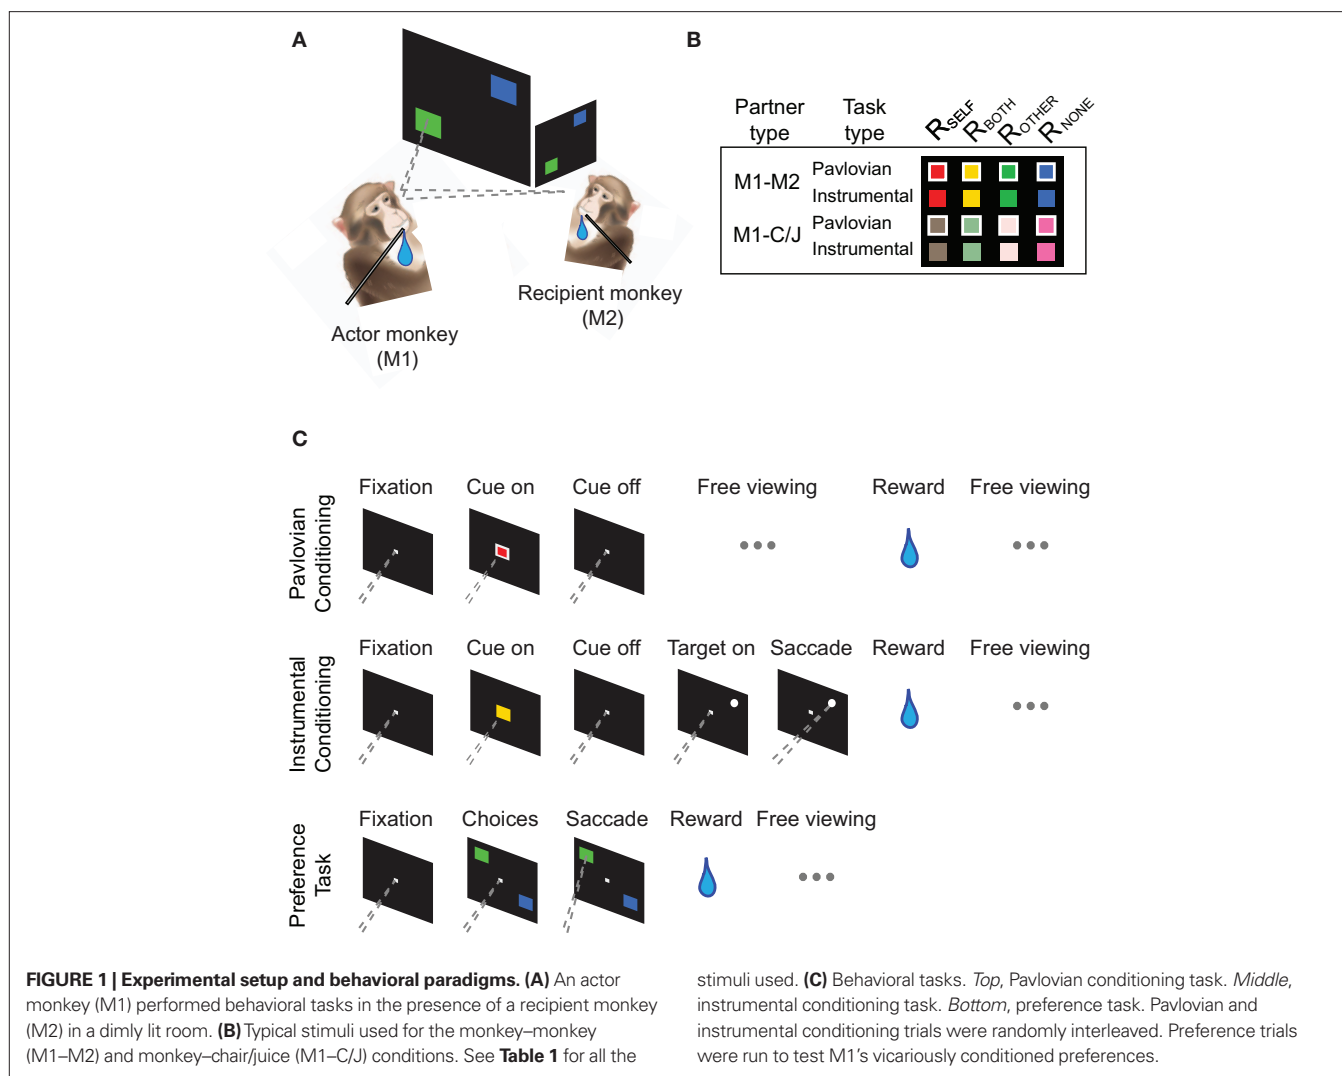 A
Actor monkey
(M1)
Recipient monkey
(M2)
B
Partner type
Task type
RSELF RBOTH ROTHER RNONE
M1-M2
Pavlovian
Instrumental
M1-C/J
Pavlovian
Instrumental
C
Pavlovian Conditioning
Fixation Cue on Cue off Free viewing Reward Free viewing
Instrumental Conditioning
Fixation Cue on Cue off Target on Saccade Reward Free viewing
Preference Task
Fixation Choices Saccade Reward Free viewing
FIGURE 1 | Experimental setup and behavioral paradigms. (A) An actor
monkey (M1) performed behavioral tasks in the presence of a recipient monkey
(M2) in a dimly lit room. (B) Typical stimuli used for the monkey–monkey
(M1–M2) and monkey–chair/juice (M1–C/J) conditions. See Table 1 for all the
stimuli used. (C) Behavioral tasks. Top, Pavlovian conditioning task. Middle,
instrumental conditioning task. Bottom, preference task. Pavlovian and
instrumental conditioning trials were randomly interleaved. Preference trials
were run to test M1's vicariously conditioned preferences.